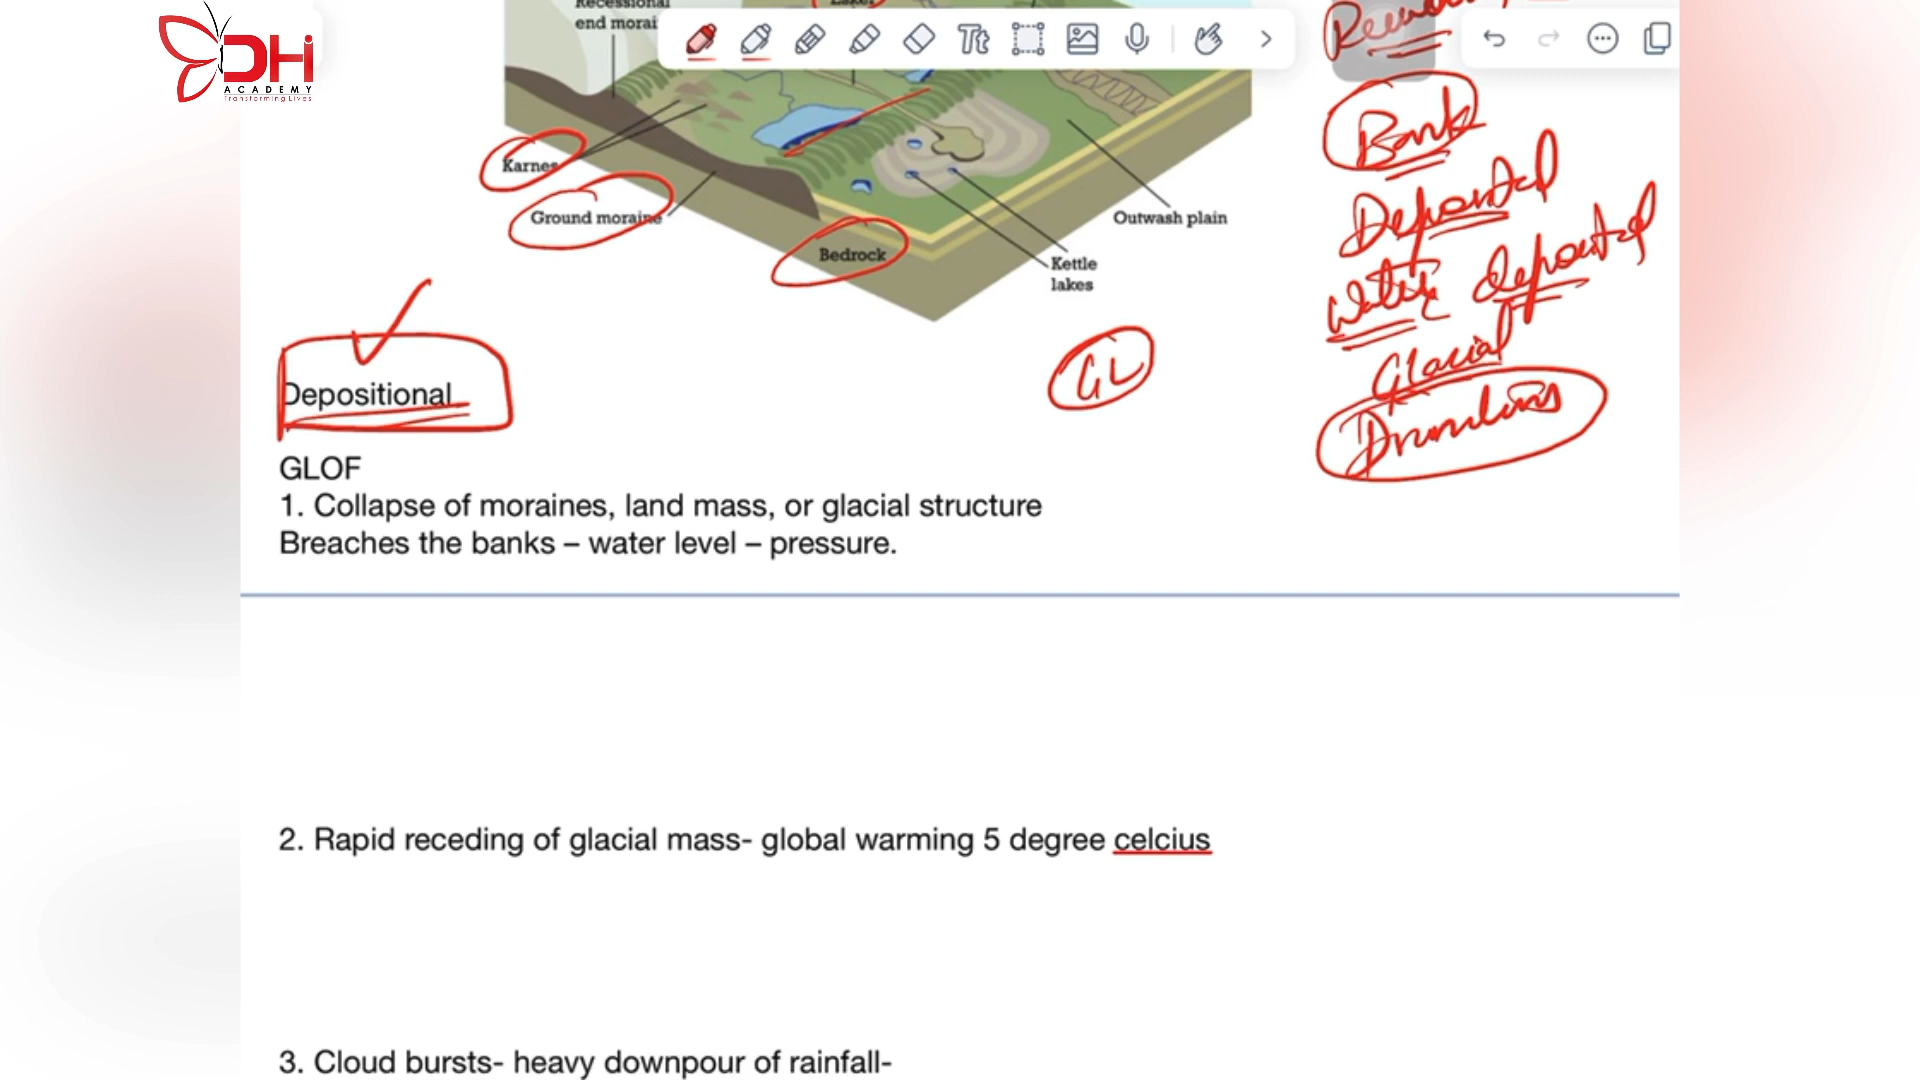 DHi
ACADEMY
Transforming Lives
Recessional
end morai
Tt
Karnes
Ground moraine
Bedrock
Outwash plain
Kettle
lakes
Bank
Deposited
Water deposited
Glacial
Drumlins
GL
Depositional
GLOF
1. Collapse of moraines, land mass, or glacial structure
Breaches the banks – water level – pressure.
2. Rapid receding of glacial mass- global warming 5 degree celcius
3. Cloud bursts- heavy downpour of rainfall-